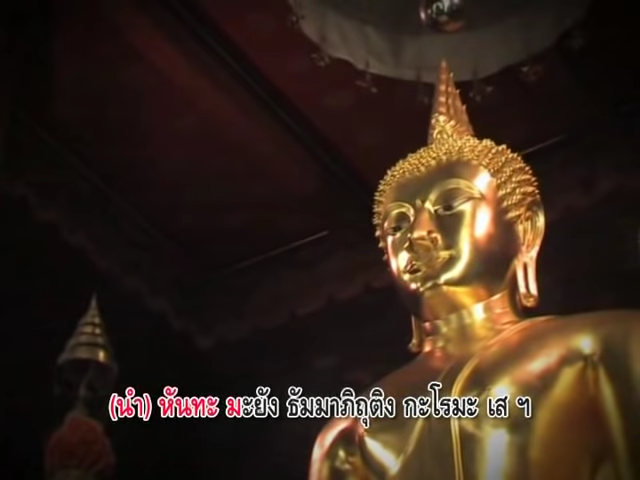 (นำ) หันทะ มะยัง ธัมมาภิถุติง กะโรมะ เส ฯ